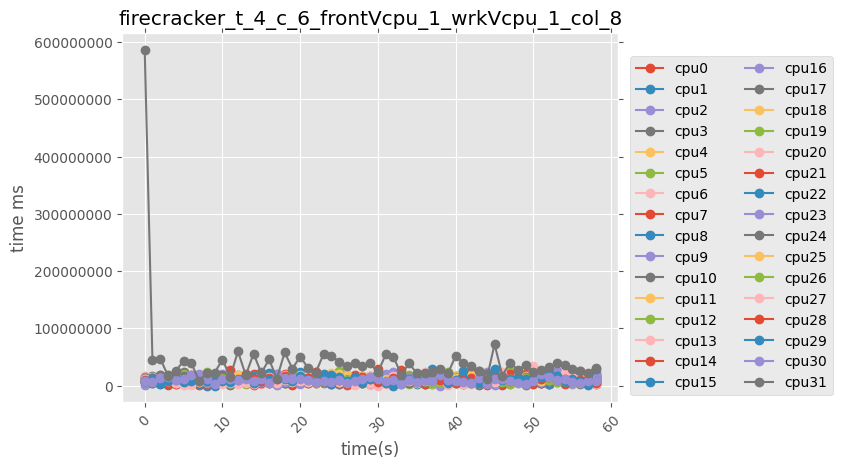 firecracker_t_4_c_6_frontVcpu_1_wrkVcpu_1_col_8
600000000
500000000
400000000
300000000
200000000
100000000
0
time ms
0
10
20
30
40
50
60
time(s)
cpu0
cpu1
cpu2
cpu3
cpu4
cpu5
cpu6
cpu7
cpu8
cpu9
cpu10
cpu11
cpu12
cpu13
cpu14
cpu15
cpu16
cpu17
cpu18
cpu19
cpu20
cpu21
cpu22
cpu23
cpu24
cpu25
cpu26
cpu27
cpu28
cpu29
cpu30
cpu31